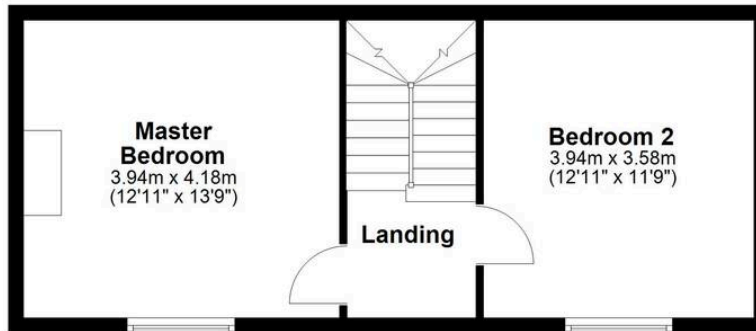 Master
Bedroom
3.94m x 4.18m
(12'11" x 13'9")
Landing
Bedroom 2
3.94m x 3.58m
(12'11" x 11'9")